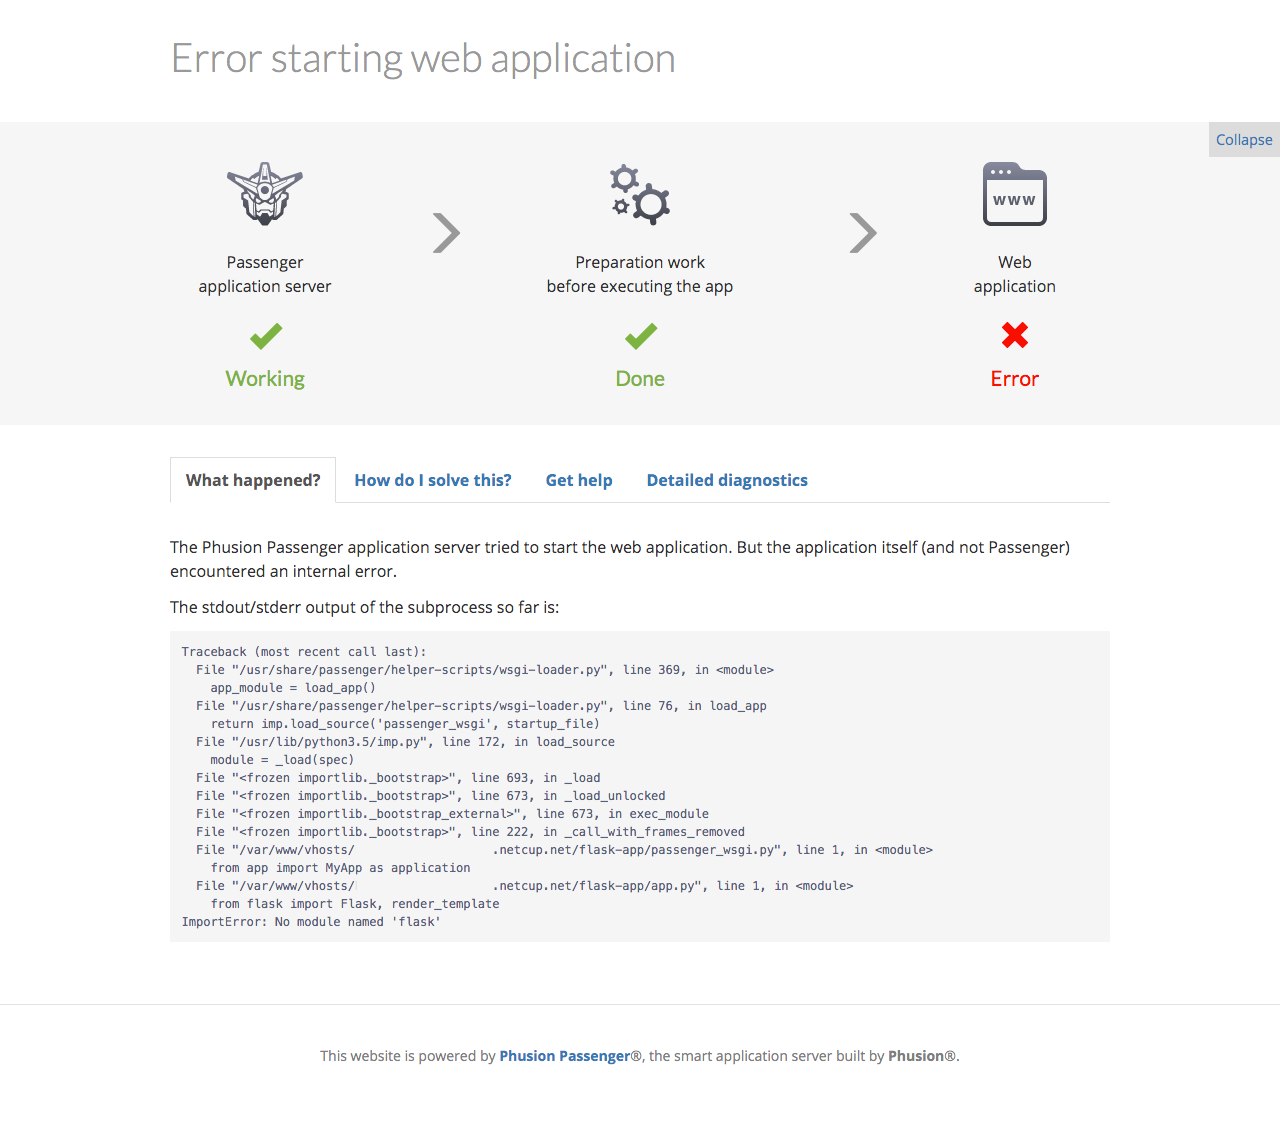 Error starting web application
Collapse
www
Passenger
application server
Working
Preparation work
before executing the app
Done
Web
application
Error
What happened? How do I solve this? Get help Detailed diagnostics
The Phusion Passenger application server tried to start the web application. But the application itself (and not Passenger)
encountered an internal error.
The stdout/stderr output of the subprocess so far is:
Traceback (most recent call last):
  File "/usr/share/passenger/helper-scripts/wsgi-loader.py", line 369, in <module>
    app_module = load_app()
  File "/usr/share/passenger/helper-scripts/wsgi-loader.py", line 76, in load_app
    return imp.load_source('passenger_wsgi', startup_file)
  File "/usr/lib/python3.5/imp.py", line 172, in load_source
    module = _load(spec)
  File "<frozen importlib._bootstrap>", line 693, in _load
  File "<frozen importlib._bootstrap>", line 673, in _load_unlocked
  File "<frozen importlib._bootstrap_external>", line 673, in exec_module
  File "<frozen importlib._bootstrap>", line 222, in _call_with_frames_removed
  File "/var/www/vhosts/ .netcup.net/flask-app/passenger_wsgi.py", line 1, in <module>
    from app import MyApp as application
  File "/var/www/vhosts/ .netcup.net/flask-app/app.py", line 1, in <module>
    from flask import Flask, render_template
ImportError: No module named 'flask'
This website is powered by Phusion Passenger®, the smart application server built by Phusion®.